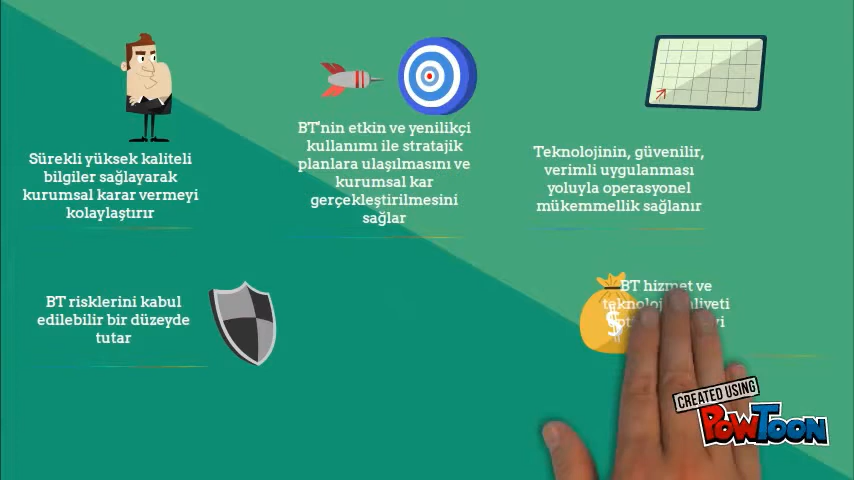 Sürekli yüksek kaliteli
bilgiler sağlayarak
kurumsal karar vermeyi
kolaylaştırır
BT'nin etkin ve yenilikçi
kullanımı ile stratajik
planlara ulaşılmasını ve
kurumsal kar
gerçekleştirilmesini
sağlar
Teknolojinin, güvenilir,
verimli uygulanması
yoluyla operasyonel
mükemmellik sağlanır
BT risklerini kabul
edilebilir bir düzeyde
tutar
BT hizmet ve
$
CREATED USING
POWTOON